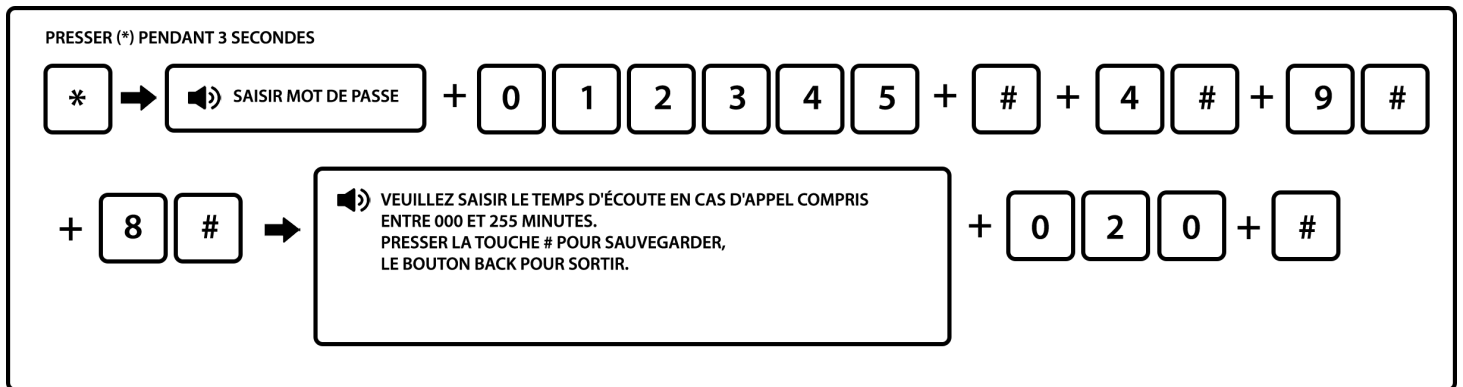 PRESSER (*) PENDANT 3 SECONDES
* SAISIR MOT DE PASSE + 0 1 2 3 4 5 + # + 4 # + 9 #
+ 8 # VEUILLEZ SAISIR LE TEMPS D'ÉCOUTE EN CAS D'APPEL COMPRIS
ENTRE 000 ET 255 MINUTES.
PRESSER LA TOUCHE # POUR SAUVEGARDER,
LE BOUTON BACK POUR SORTIR.
+ 0 2 0 + #